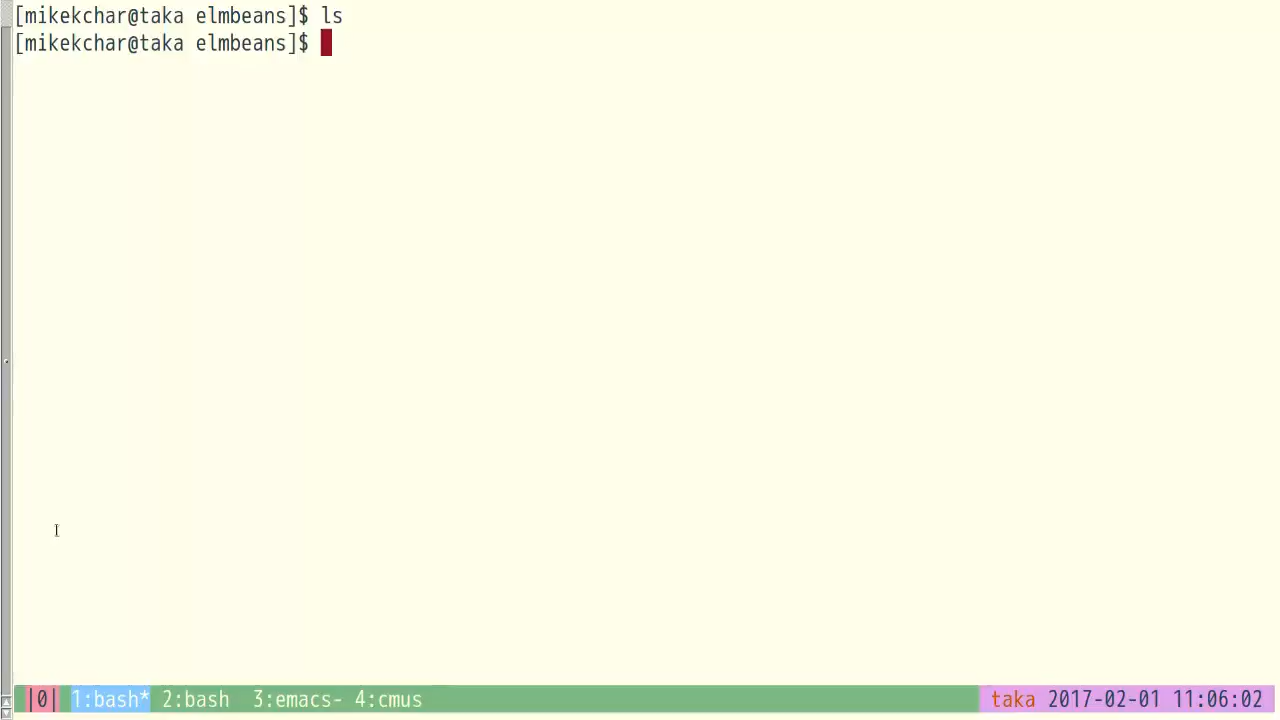 [mikekchar@taka elmbeans]$ ls
[mikekchar@taka elmbeans]$
|0| 1:bash* 2:bash 3:emacs- 4:cmus taka 2017-02-01 11:06:02